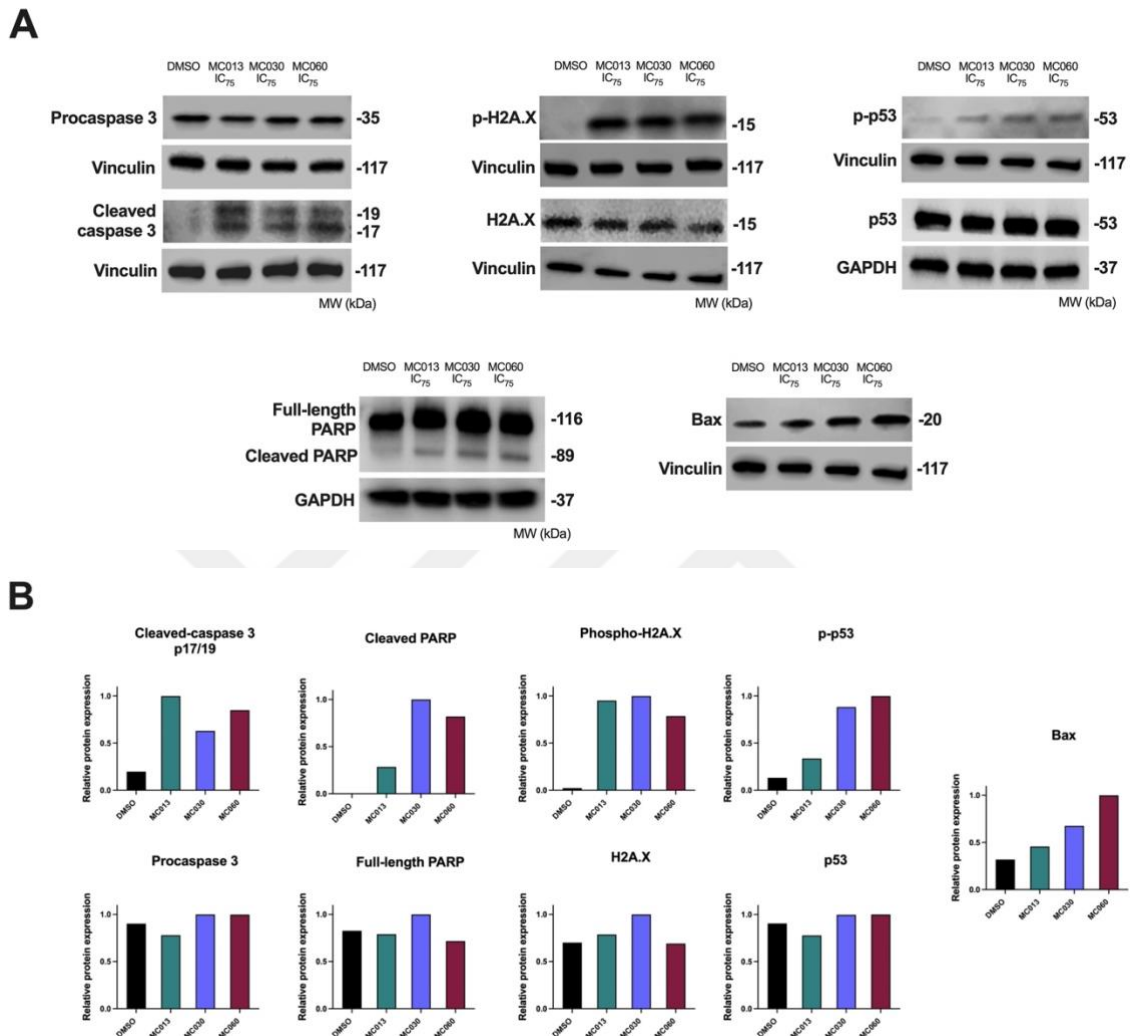 A
DMSO MC013 IC75 MC030 IC75 MC060 IC75
Procaspase 3 -35
Vinculin -117
Cleaved caspase 3 -19 -17
Vinculin -117
MW (kDa)
DMSO MC013 IC75 MC030 IC75 MC060 IC75
p-H2A.X -15
Vinculin -117
H2A.X -15
Vinculin -117
MW (kDa)
DMSO MC013 IC75 MC030 IC75 MC060 IC75
p-p53 -53
Vinculin -117
p53 -53
GAPDH -37
MW (kDa)
DMSO MC013 IC75 MC030 IC75 MC060 IC75
Full-length PARP -116
Cleaved PARP -89
GAPDH -37
MW (kDa)
DMSO MC013 IC75 MC030 IC75 MC060 IC75
Bax -20
Vinculin -117
B
Cleaved-caspase 3
p17/19
Relative protein expression
1.0
0.5
0.0
DMSO MC013 MC030 MC060
Cleaved PARP
Relative protein expression
1.0
0.5
0.0
DMSO MC013 MC030 MC060
Phospho-H2A.X
Relative protein expression
1.0
0.5
0.0
DMSO MC013 MC030 MC060
p-p53
Relative protein expression
1.0
0.5
0.0
DMSO MC013 MC030 MC060
Bax
Relative protein expression
1.0
0.5
0.0
DMSO MC013 MC030 MC060
Procaspase 3
Relative protein expression
1.0
0.5
0.0
DMSO MC013 MC030 MC060
Full-length PARP
Relative protein expression
1.0
0.5
0.0
DMSO MC013 MC030 MC060
H2A.X
Relative protein expression
1.0
0.5
0.0
DMSO MC013 MC030 MC060
p53
Relative protein expression
1.0
0.5
0.0
DMSO MC013 MC030 MC060